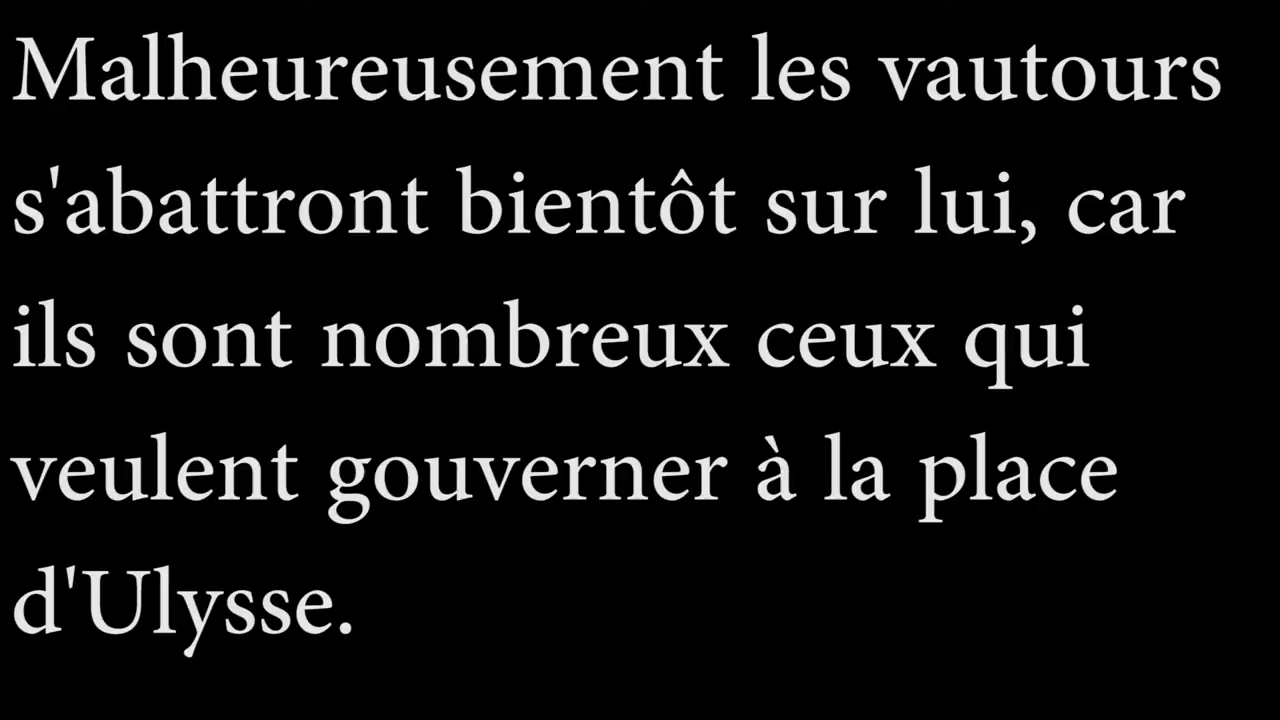 Malheureusement les vautours
s'abattront bientôt sur lui, car
ils sont nombreux ceux qui
veulent gouverner à la place
d'Ulysse.